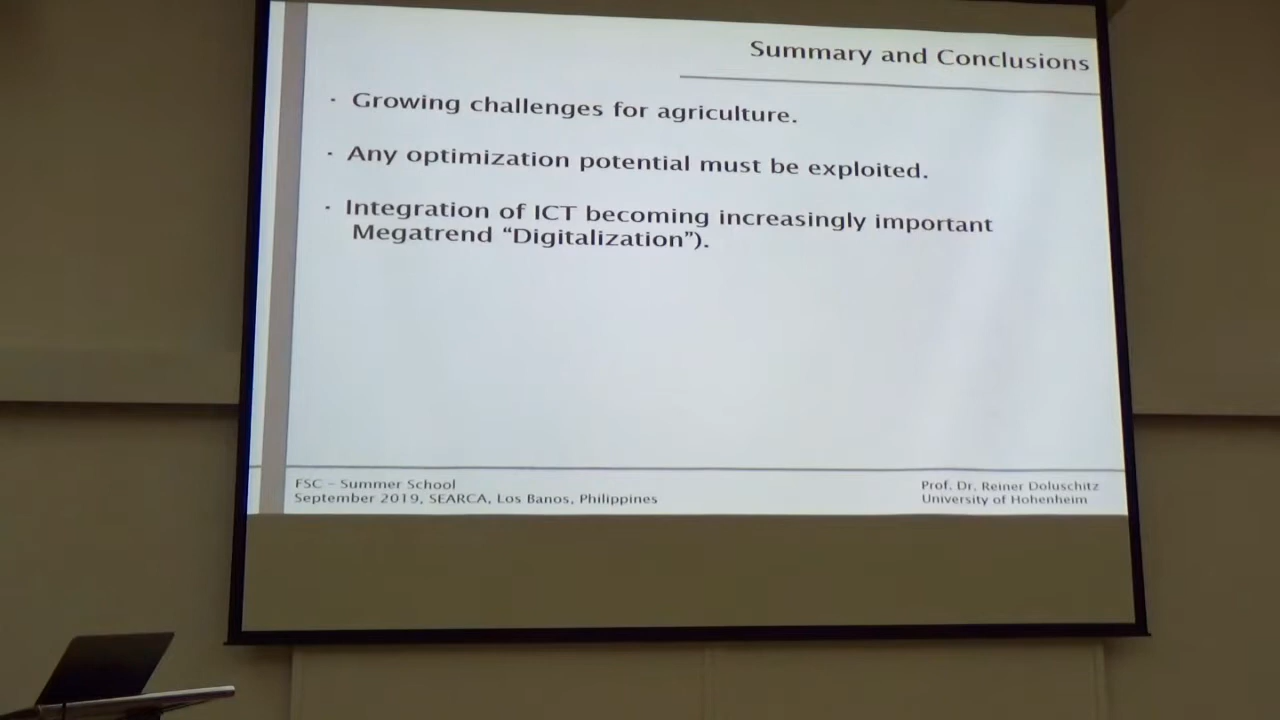 Summary and Conclusions
· Growing challenges for agriculture.
· Any optimization potential must be exploited.
· Integration of ICT becoming increasingly important
Megatrend “Digitalization”).
FSC – Summer School
September 2019, SEARCA, Los Banos, Philippines
Prof. Dr. Reiner Doluschitz
University of Hohenheim